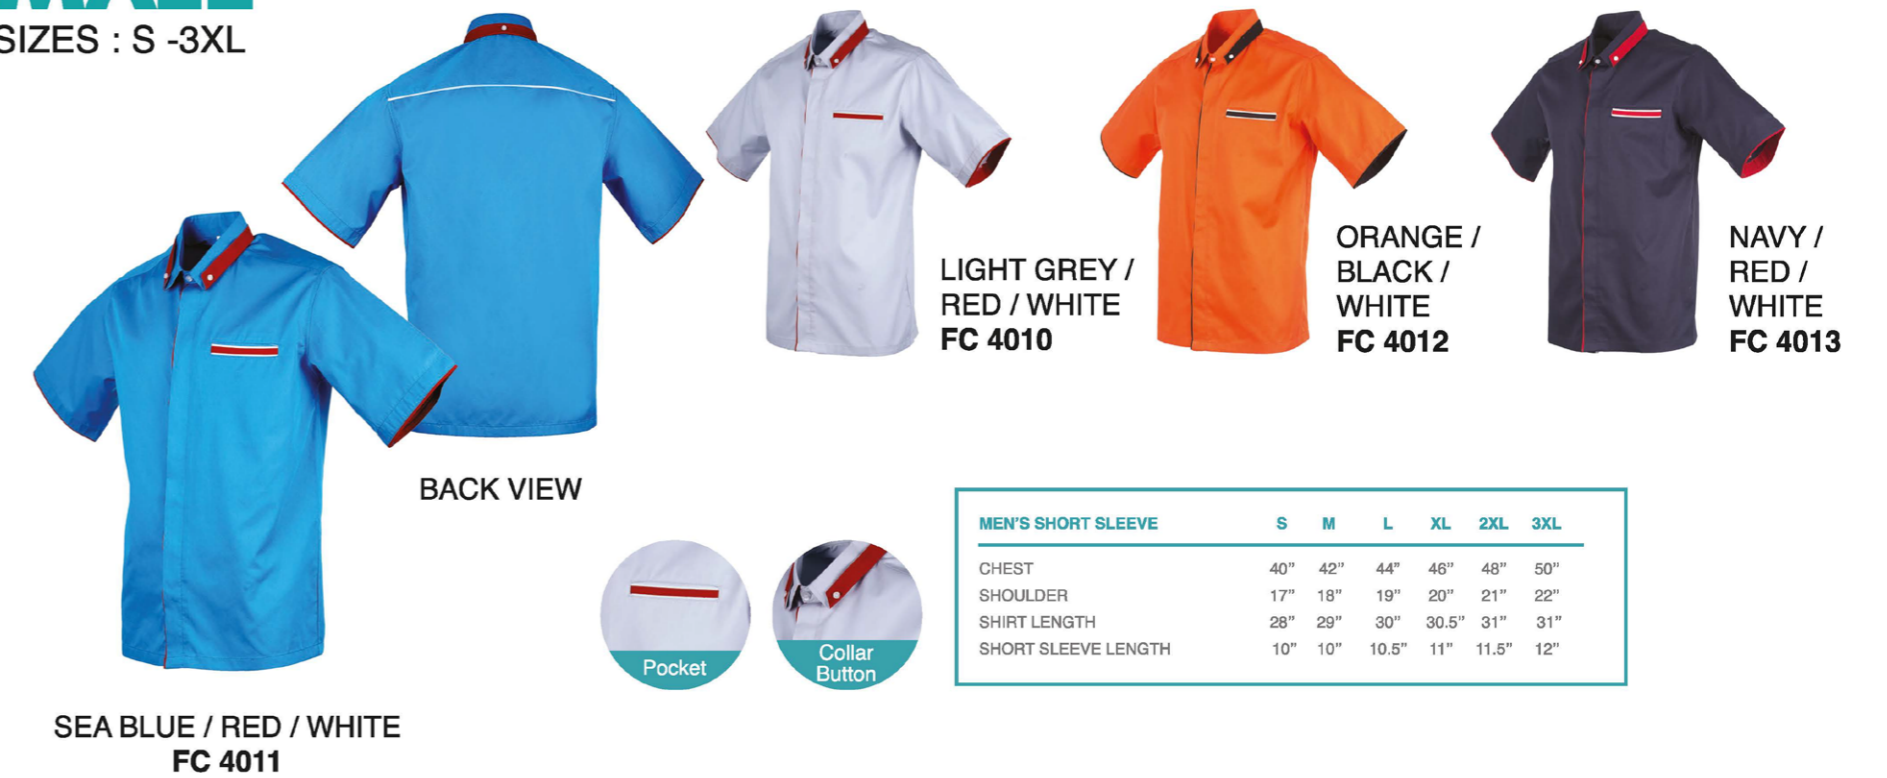 SIZES : S -3XL
BACK VIEW
SEA BLUE / RED / WHITE
FC 4011
LIGHT GREY /
RED / WHITE
FC 4010
ORANGE /
BLACK /
WHITE
FC 4012
NAVY /
RED /
WHITE
FC 4013
Pocket
Collar
Button
MEN'S SHORT SLEEVE S M L XL 2XL 3XL
CHEST 40" 42" 44" 46" 48" 50"
SHOULDER 17" 18" 19" 20" 21" 22"
SHIRT LENGTH 28" 29" 30" 30.5" 31" 31"
SHORT SLEEVE LENGTH 10" 10" 10.5" 11" 11.5" 12"